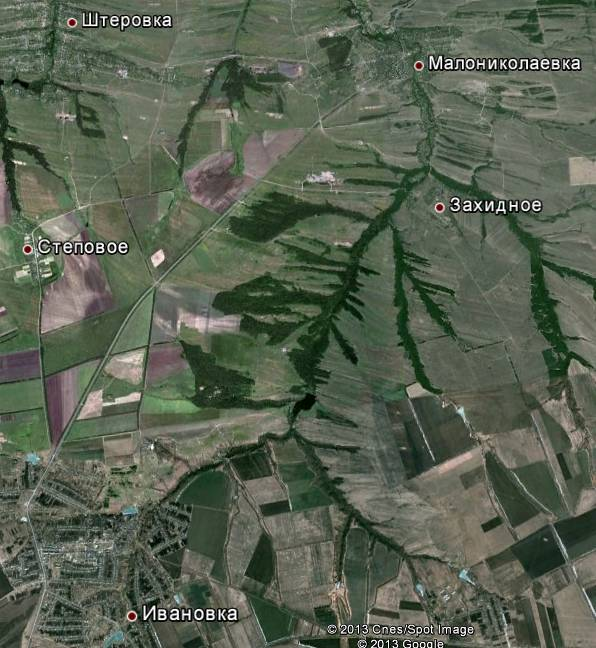 Штеровка
Малониколаевка
Захидное
Степовое
Ивановка
© 2013 Cnes/Spot Image
© 2013 Google